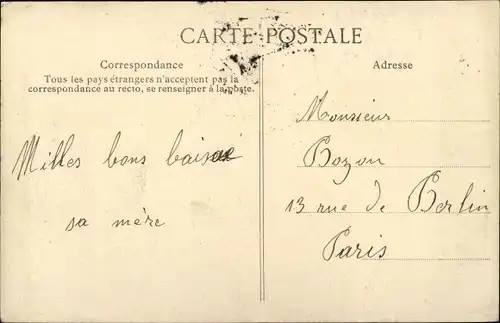 CARTE POSTALE
Correspondance
Tous les pays étrangers n'acceptent pas la
correspondance au recto, se renseigner à la poste.
Milles bons
sa mère
Adresse
Monsieur
Bozon
13 rue de Berlin
Paris